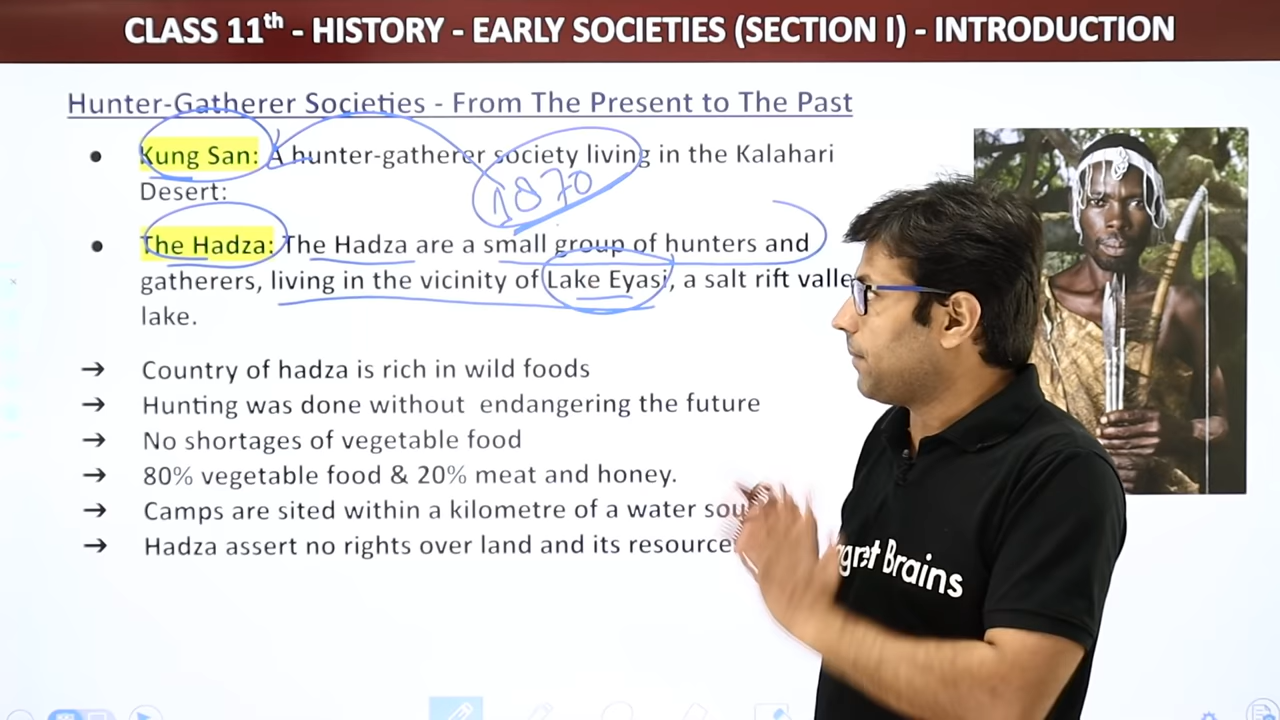 CLASS 11th - HISTORY - EARLY SOCIETIES (SECTION I) - INTRODUCTION
Hunter-Gatherer Societies - From The Present to The Past
Kung San: A hunter-gatherer society living in the Kalahari
Desert:
1870
The Hadza: The Hadza are a small group of hunters and
gatherers, living in the vicinity of Lake Eyasi, a salt rift valle
lake.
→ Country of hadza is rich in wild foods
→ Hunting was done without endangering the future
→ No shortages of vegetable food
→ 80% vegetable food & 20% meat and honey.
→ Camps are sited within a kilometre of a water sou
→ Hadza assert no rights over land and its resource
Brains